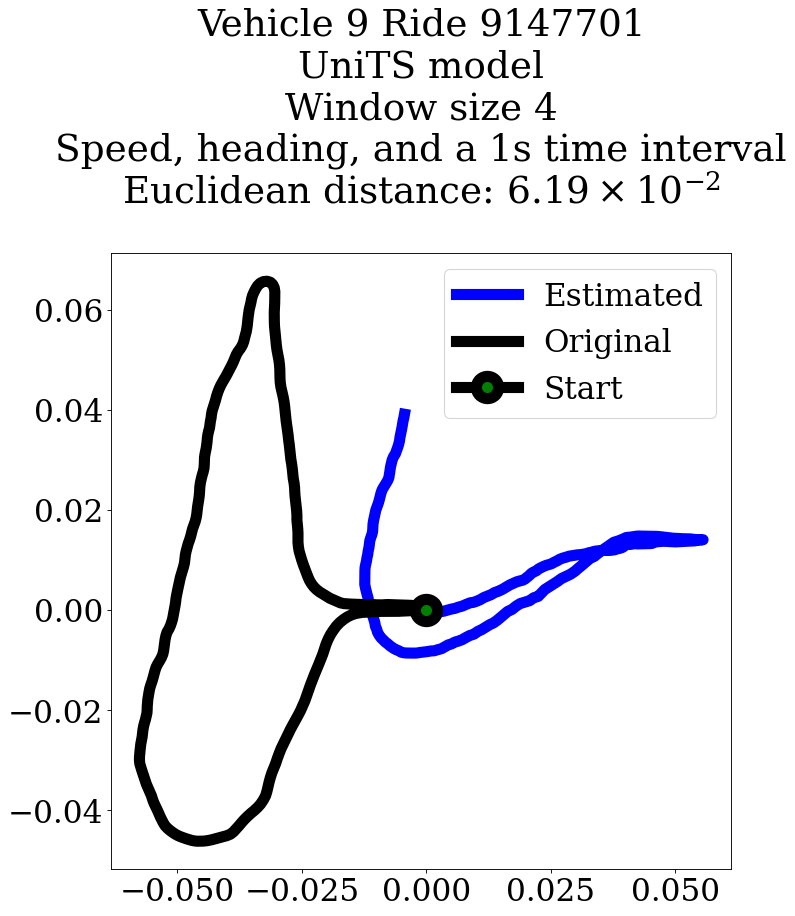 Vehicle 9 Ride 9147701
UniTS model
Window size 4
Speed, heading, and a 1s time interval
Euclidean distance: 6.19 × 10⁻²
Estimated
Original
Start
0.06
0.04
0.02
0.00
−0.02
−0.04
−0.050 −0.025 0.000 0.025 0.050